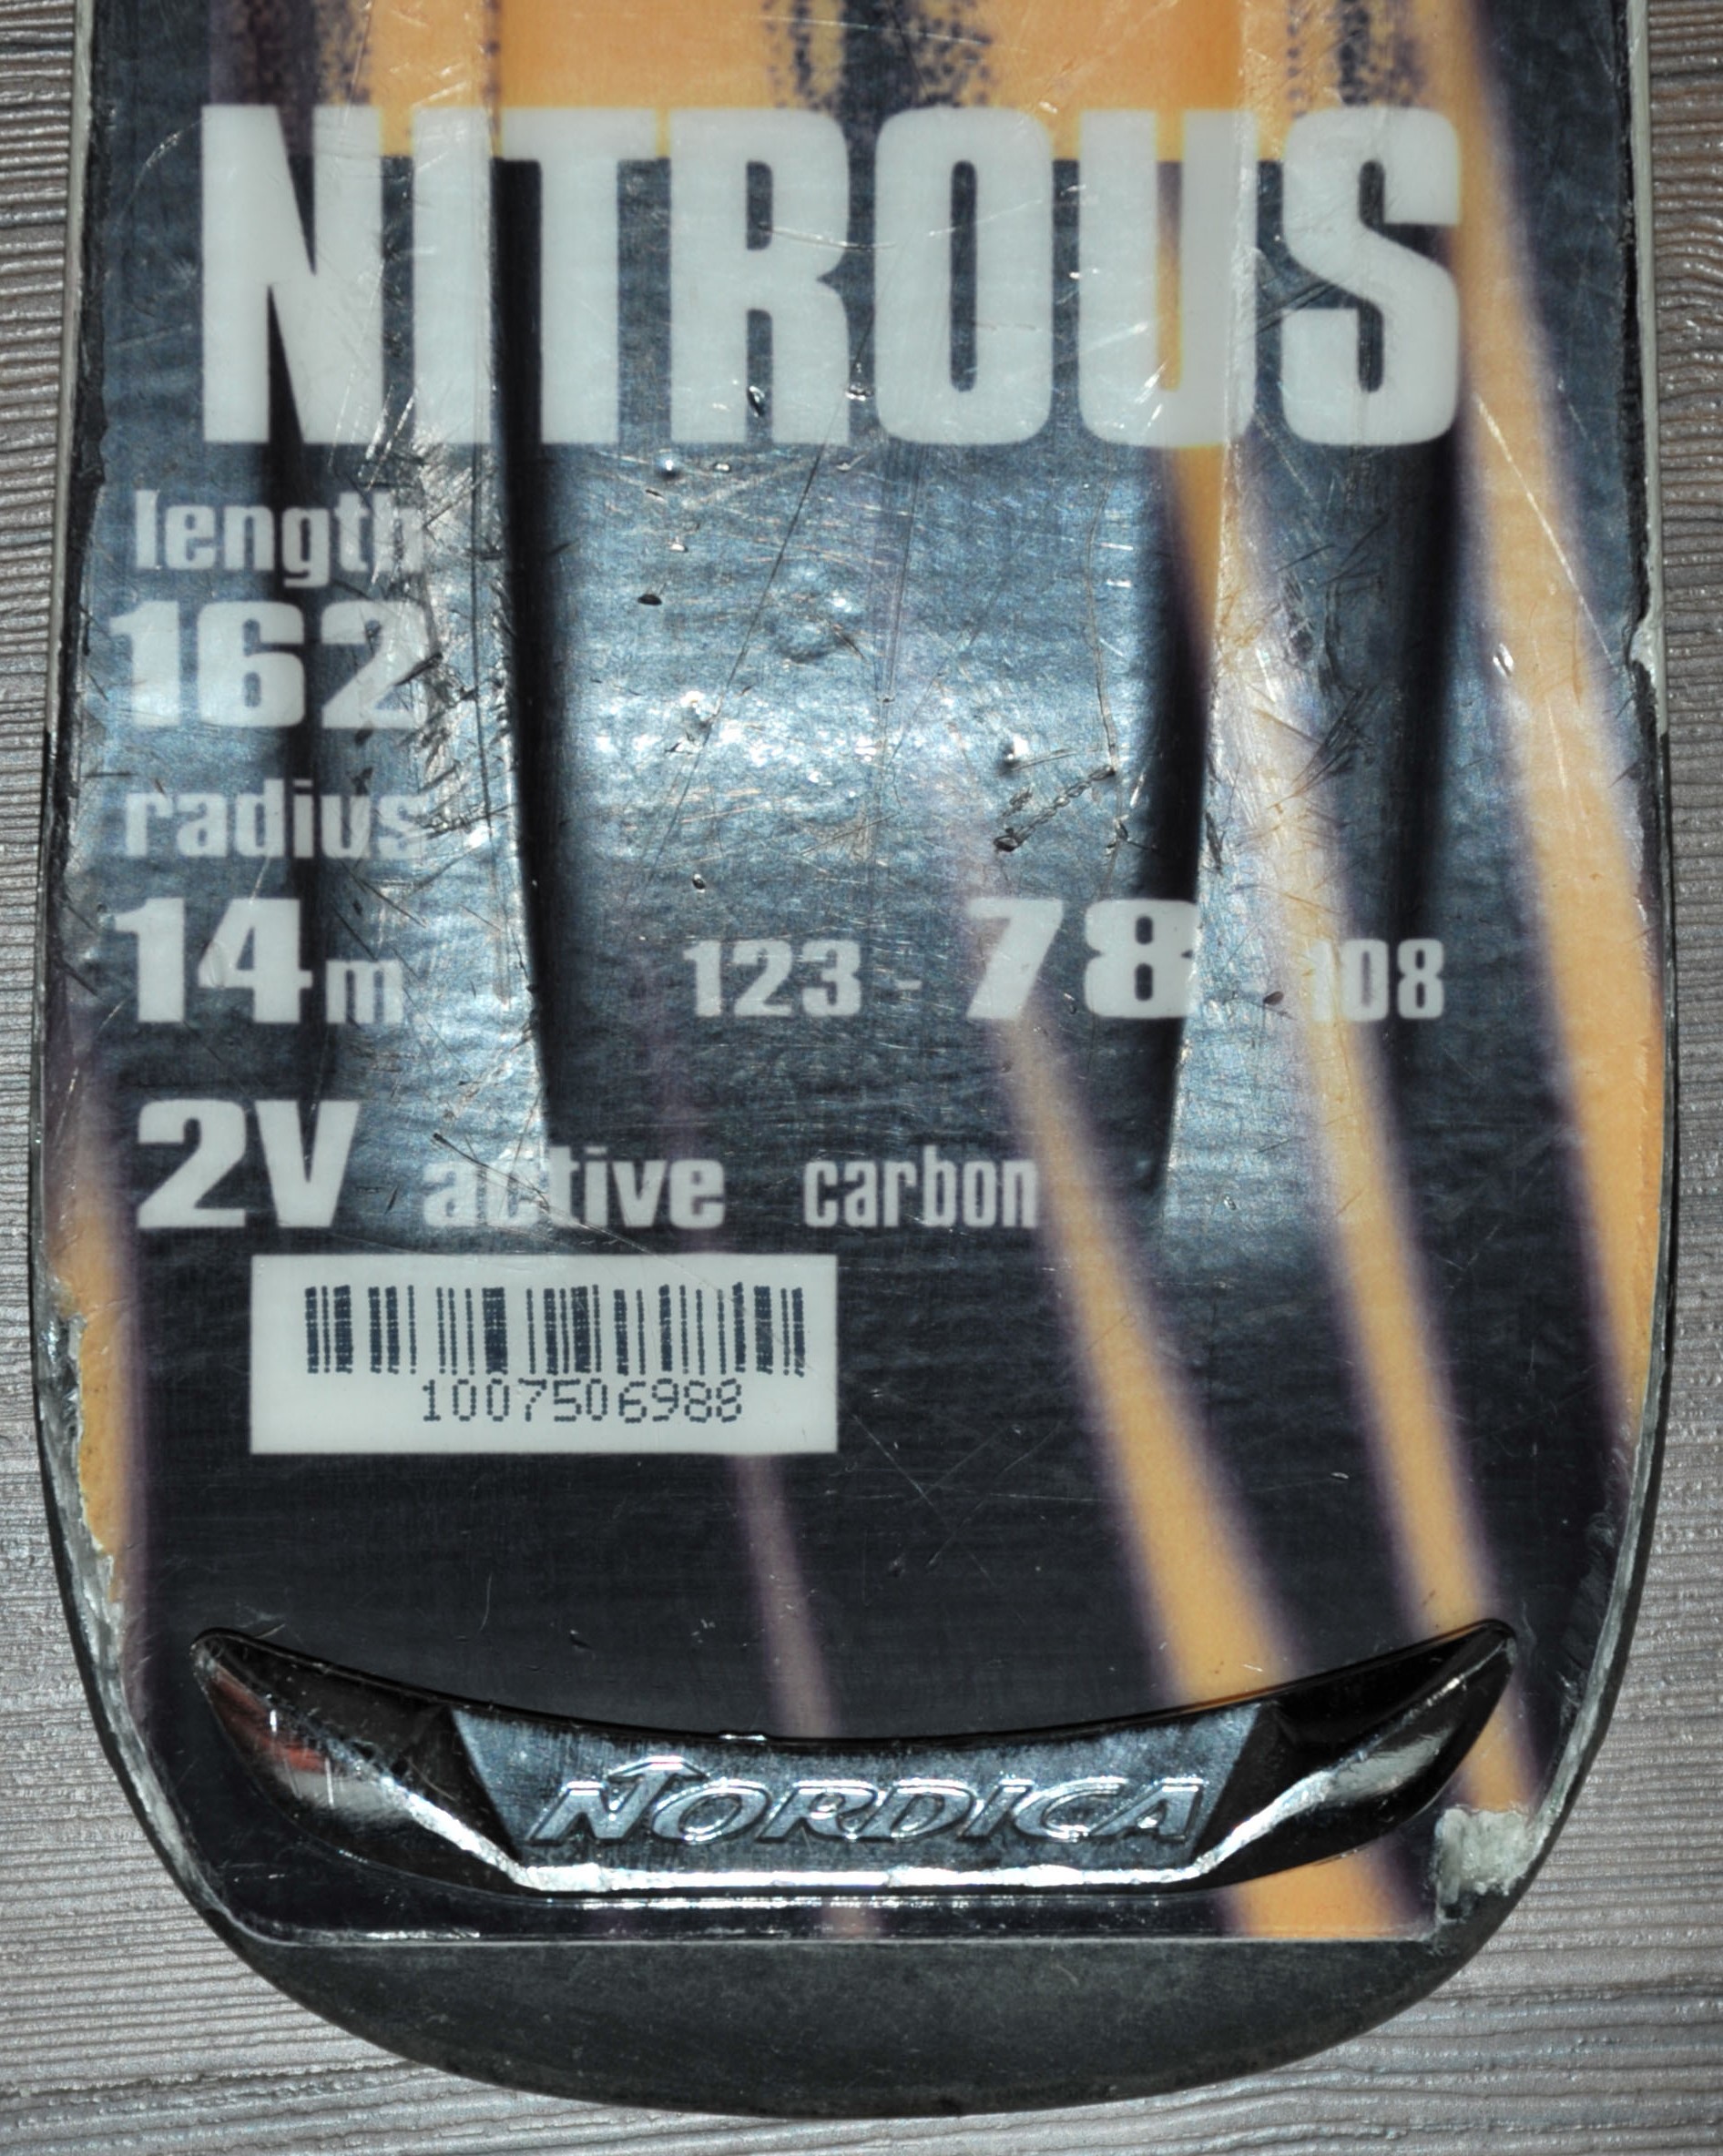 NITROUS
length
162
radius
14m 123 - 78 - 108
2V active carbon
1007506988
NORDICA